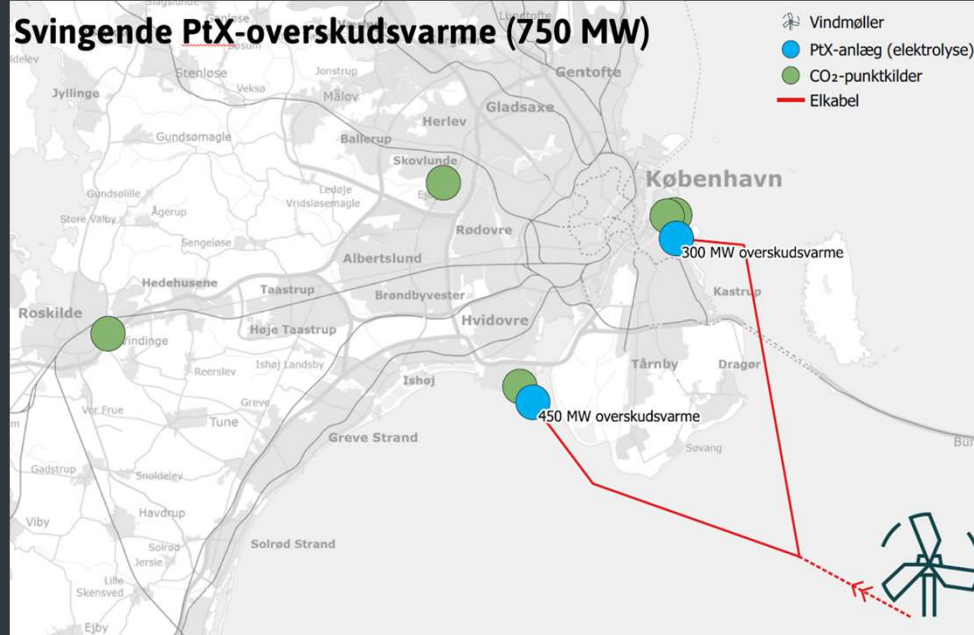 Svingende PtX-overskudsvarme (750 MW)
Vindmøller
PtX-anlæg (elektrolyse)
CO₂-punktkilder
Elkabel
Stenløse
Jonstrup
Gentofte
Jyllinge
Veksø
Måløv
Gladsaxe
Herlev
Gundsømagle
Ballerup
Skovlunde
København
Gundsølille
Ledøje
Store Valby
Ågerup
Vridsløsemagle
Rødovre
Sengeløse
Albertslund
300 MW overskudsvarme
Hedehusene
Taastrup
Brøndbyvester
Kastrup
Roskilde
Hvidovre
Høje Taastrup
Vindinge
Reerslev
Ishøj Landsby
Ishøj
Tårnby
Dragør
Vor Frue
Greve
Tune
450 MW overskudsvarme
Greve Strand
Søvang
Gadstrup
Snoldelev
Havdrup
Viby
Solrød
Solrød Strand
Jersie
Lille
Skensved
Ejby